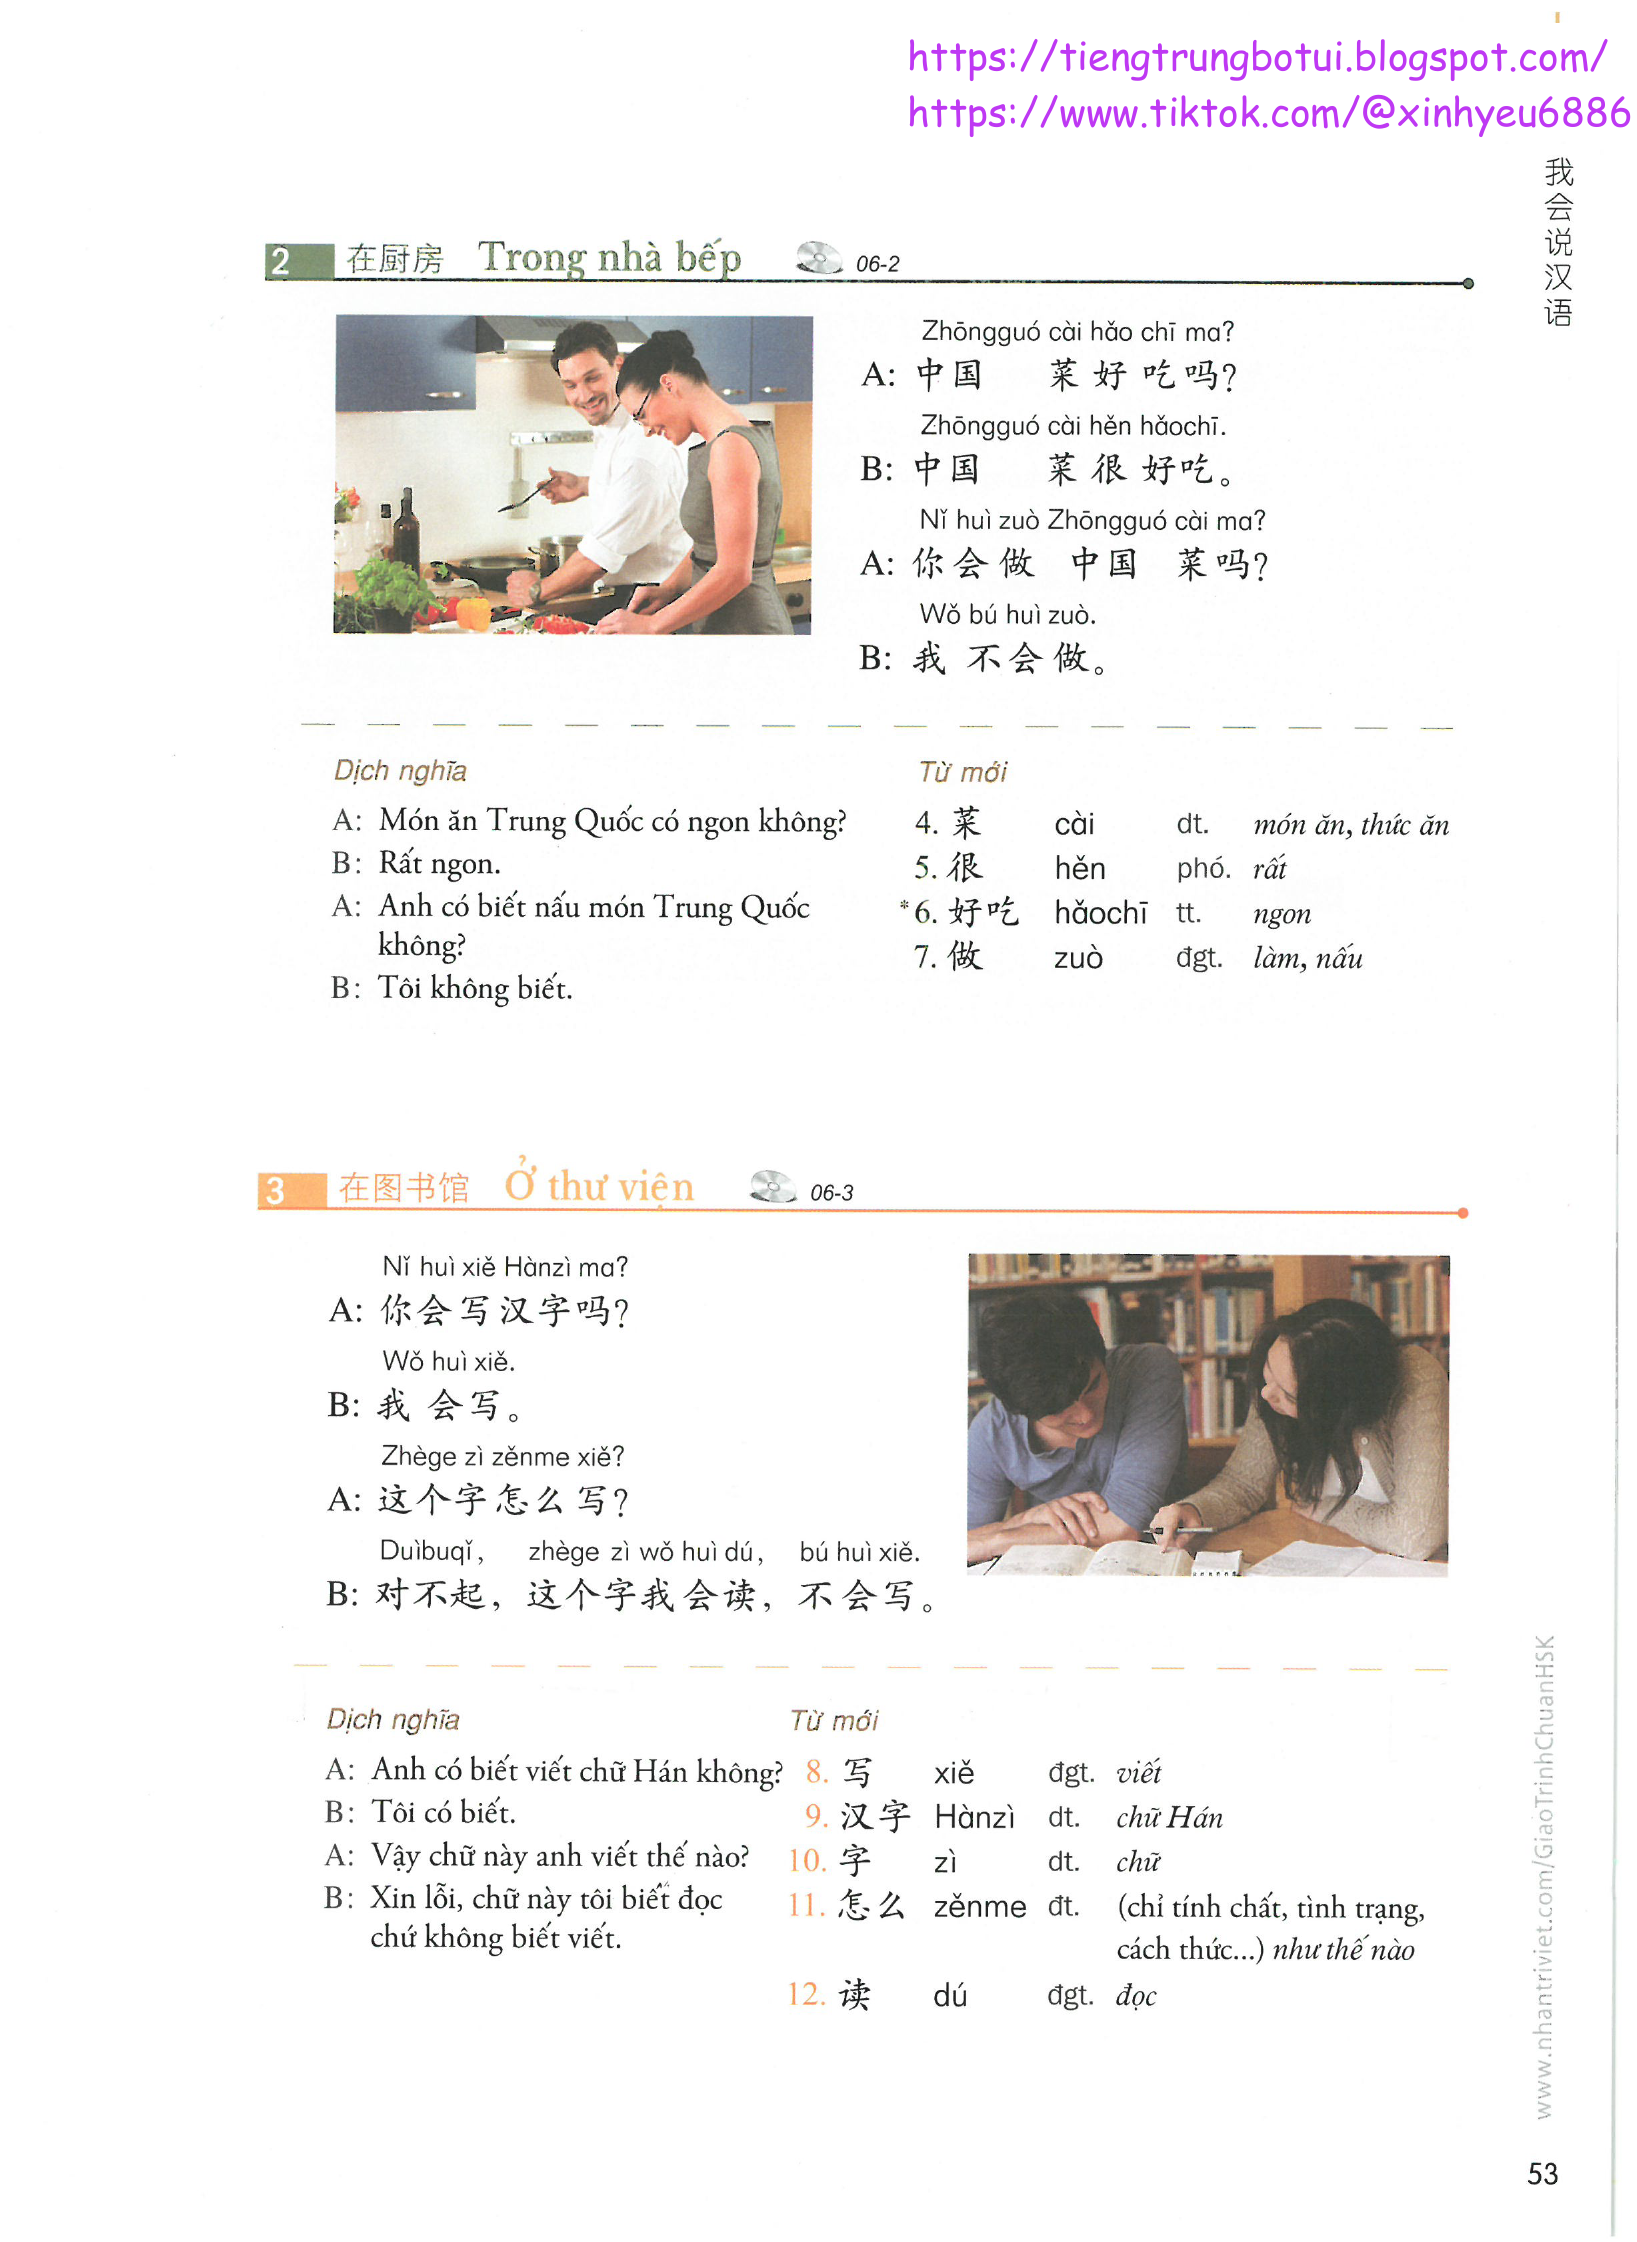 https://tiengtrungbotui.blogspot.com/
https://www.tiktok.com/@xinhyeu6886
我会说汉语
2 在厨房 Trong nhà bếp 06-2
Zhōngguó cài hǎo chī ma?
A: 中国 菜 好 吃 吗?
Zhōngguó cài hěn hǎochī.
B: 中国 菜 很 好吃。
Nǐ huì zuò Zhōngguó cài ma?
A: 你 会 做 中国 菜 吗?
Wǒ bú huì zuò.
B: 我 不 会 做。
Dịch nghĩa
A: Món ăn Trung Quốc có ngon không?
B: Rất ngon.
A: Anh có biết nấu món Trung Quốc
không?
B: Tôi không biết.
Từ mới
4. 菜 cài dt. món ăn, thức ăn
5. 很 hěn phó. rất
*6. 好吃 hǎochī tt. ngon
7. 做 zuò đgt. làm, nấu
3 在图书馆 Ở thư viện 06-3
Nǐ huì xiě Hànzì ma?
A: 你 会 写 汉 字 吗?
Wǒ huì xiě.
B: 我 会 写。
Zhège zì zěnme xiě?
A: 这 个 字 怎 么 写?
Duìbuqǐ, zhège zì wǒ huì dú, bú huì xiě.
B: 对 不 起, 这 个 字 我 会 读, 不 会 写。
Dịch nghĩa
A: Anh có biết viết chữ Hán không?
B: Tôi có biết.
A: Vậy chữ này anh viết thế nào?
B: Xin lỗi, chữ này tôi biết đọc
chứ không biết viết.
Từ mới
8. 写 xiě đgt. viết
9. 汉字 Hànzì dt. chữ Hán
10. 字 zì dt. chữ
11. 怎么 zěnme đt. (chỉ tính chất, tình trạng,
cách thức...) như thế nào
12. 读 dú đgt. đọc
www.nhantriviet.com/GiaoTrinhChuanHSK
53